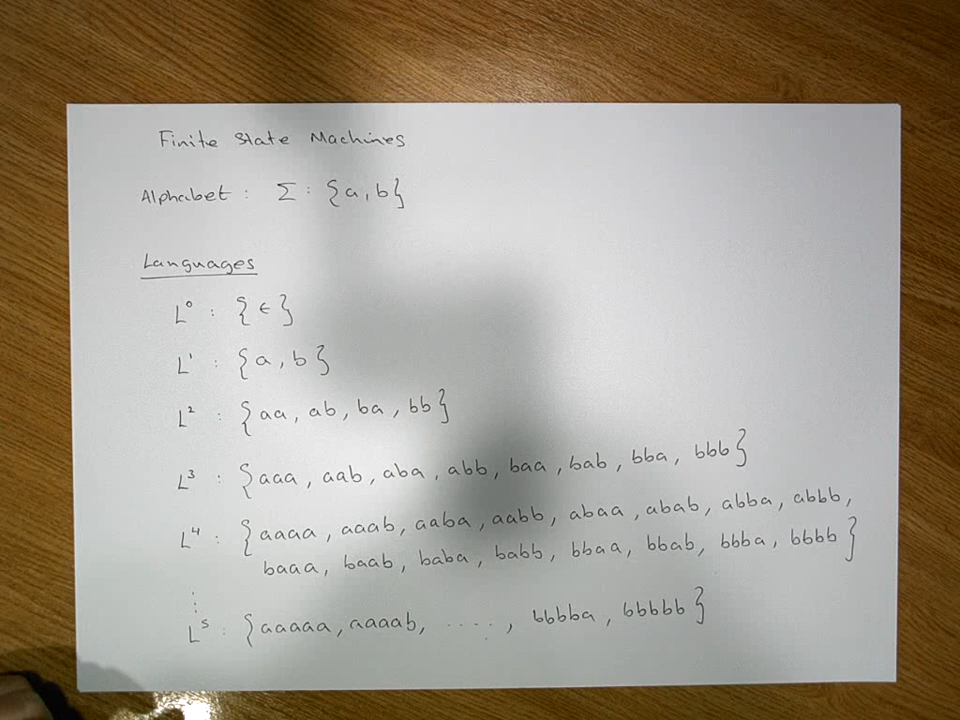 Finite State Machines
Alphabet : Σ : {a, b}
Languages
L⁰ : {ϵ}
L¹ : {a, b}
L² : {aa, ab, ba, bb}
L³ : {aaa, aab, aba, abb, baa, bab, bba, bbb}
L⁴ : {aaaa, aaab, aaba, aabb, abaa, abab, abba, abbb,
baaa, baab, baba, babb, bbaa, bbab, bbba, bbbb}
⋮
L⁵ : {aaaaa, aaaab, ....., bbbba, bbbbb}